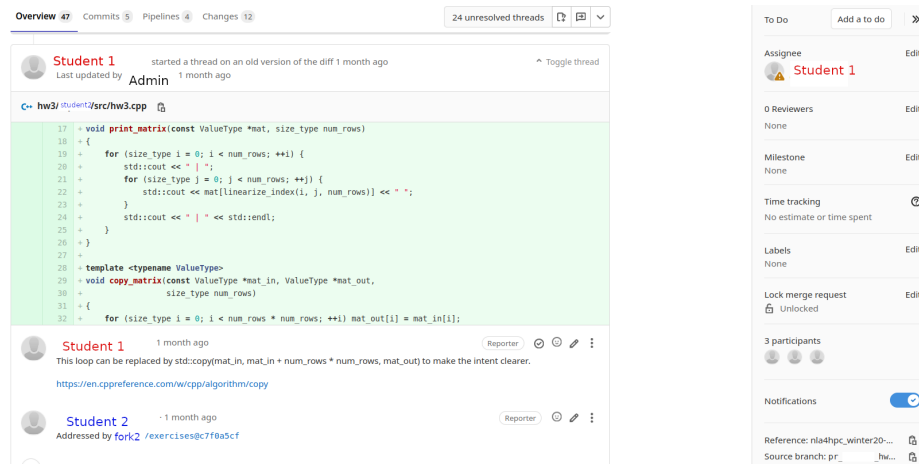 Overview 47 Commits 5 Pipelines 4 Changes 12
24 unresolved threads
Student 1 started a thread on an old version of the diff 1 month ago
Last updated by Admin 1 month ago
Toggle thread
C++ hw3/student2/src/hw3.cpp
17 + void print_matrix(const ValueType *mat, size_type num_rows)
18 + {
19 + for (size_type i = 0; i < num_rows; ++i) {
20 + std::cout << " | ";
21 + for (size_type j = 0; j < num_rows; ++j) {
22 + std::cout << mat[linearize_index(i, j, num_rows)] << " ";
23 + }
24 + std::cout << " | " << std::endl;
25 + }
26 + }
27 +
28 + template <typename ValueType>
29 + void copy_matrix(const ValueType *mat_in, ValueType *mat_out,
30 + size_type num_rows)
31 + {
32 + for (size_type i = 0; i < num_rows * num_rows; ++i) mat_out[i] = mat_in[i];
Student 1 1 month ago
Reporter
This loop can be replaced by std::copy(mat_in, mat_in + num_rows * num_rows, mat_out) to make the intent clearer.
https://en.cppreference.com/w/cpp/algorithm/copy
Student 2 · 1 month ago
Reporter
Addressed by fork2 /exercises@c7f0a5cf
To Do Add a to do
Assignee Edi
Student 1
0 Reviewers Edi
None
Milestone Edi
None
Time tracking
No estimate or time spent
Labels Edi
None
Lock merge request Edi
Unlocked
3 participants
Notifications
Reference: nla4hpc_winter20-...
Source branch: pr_ _hw...